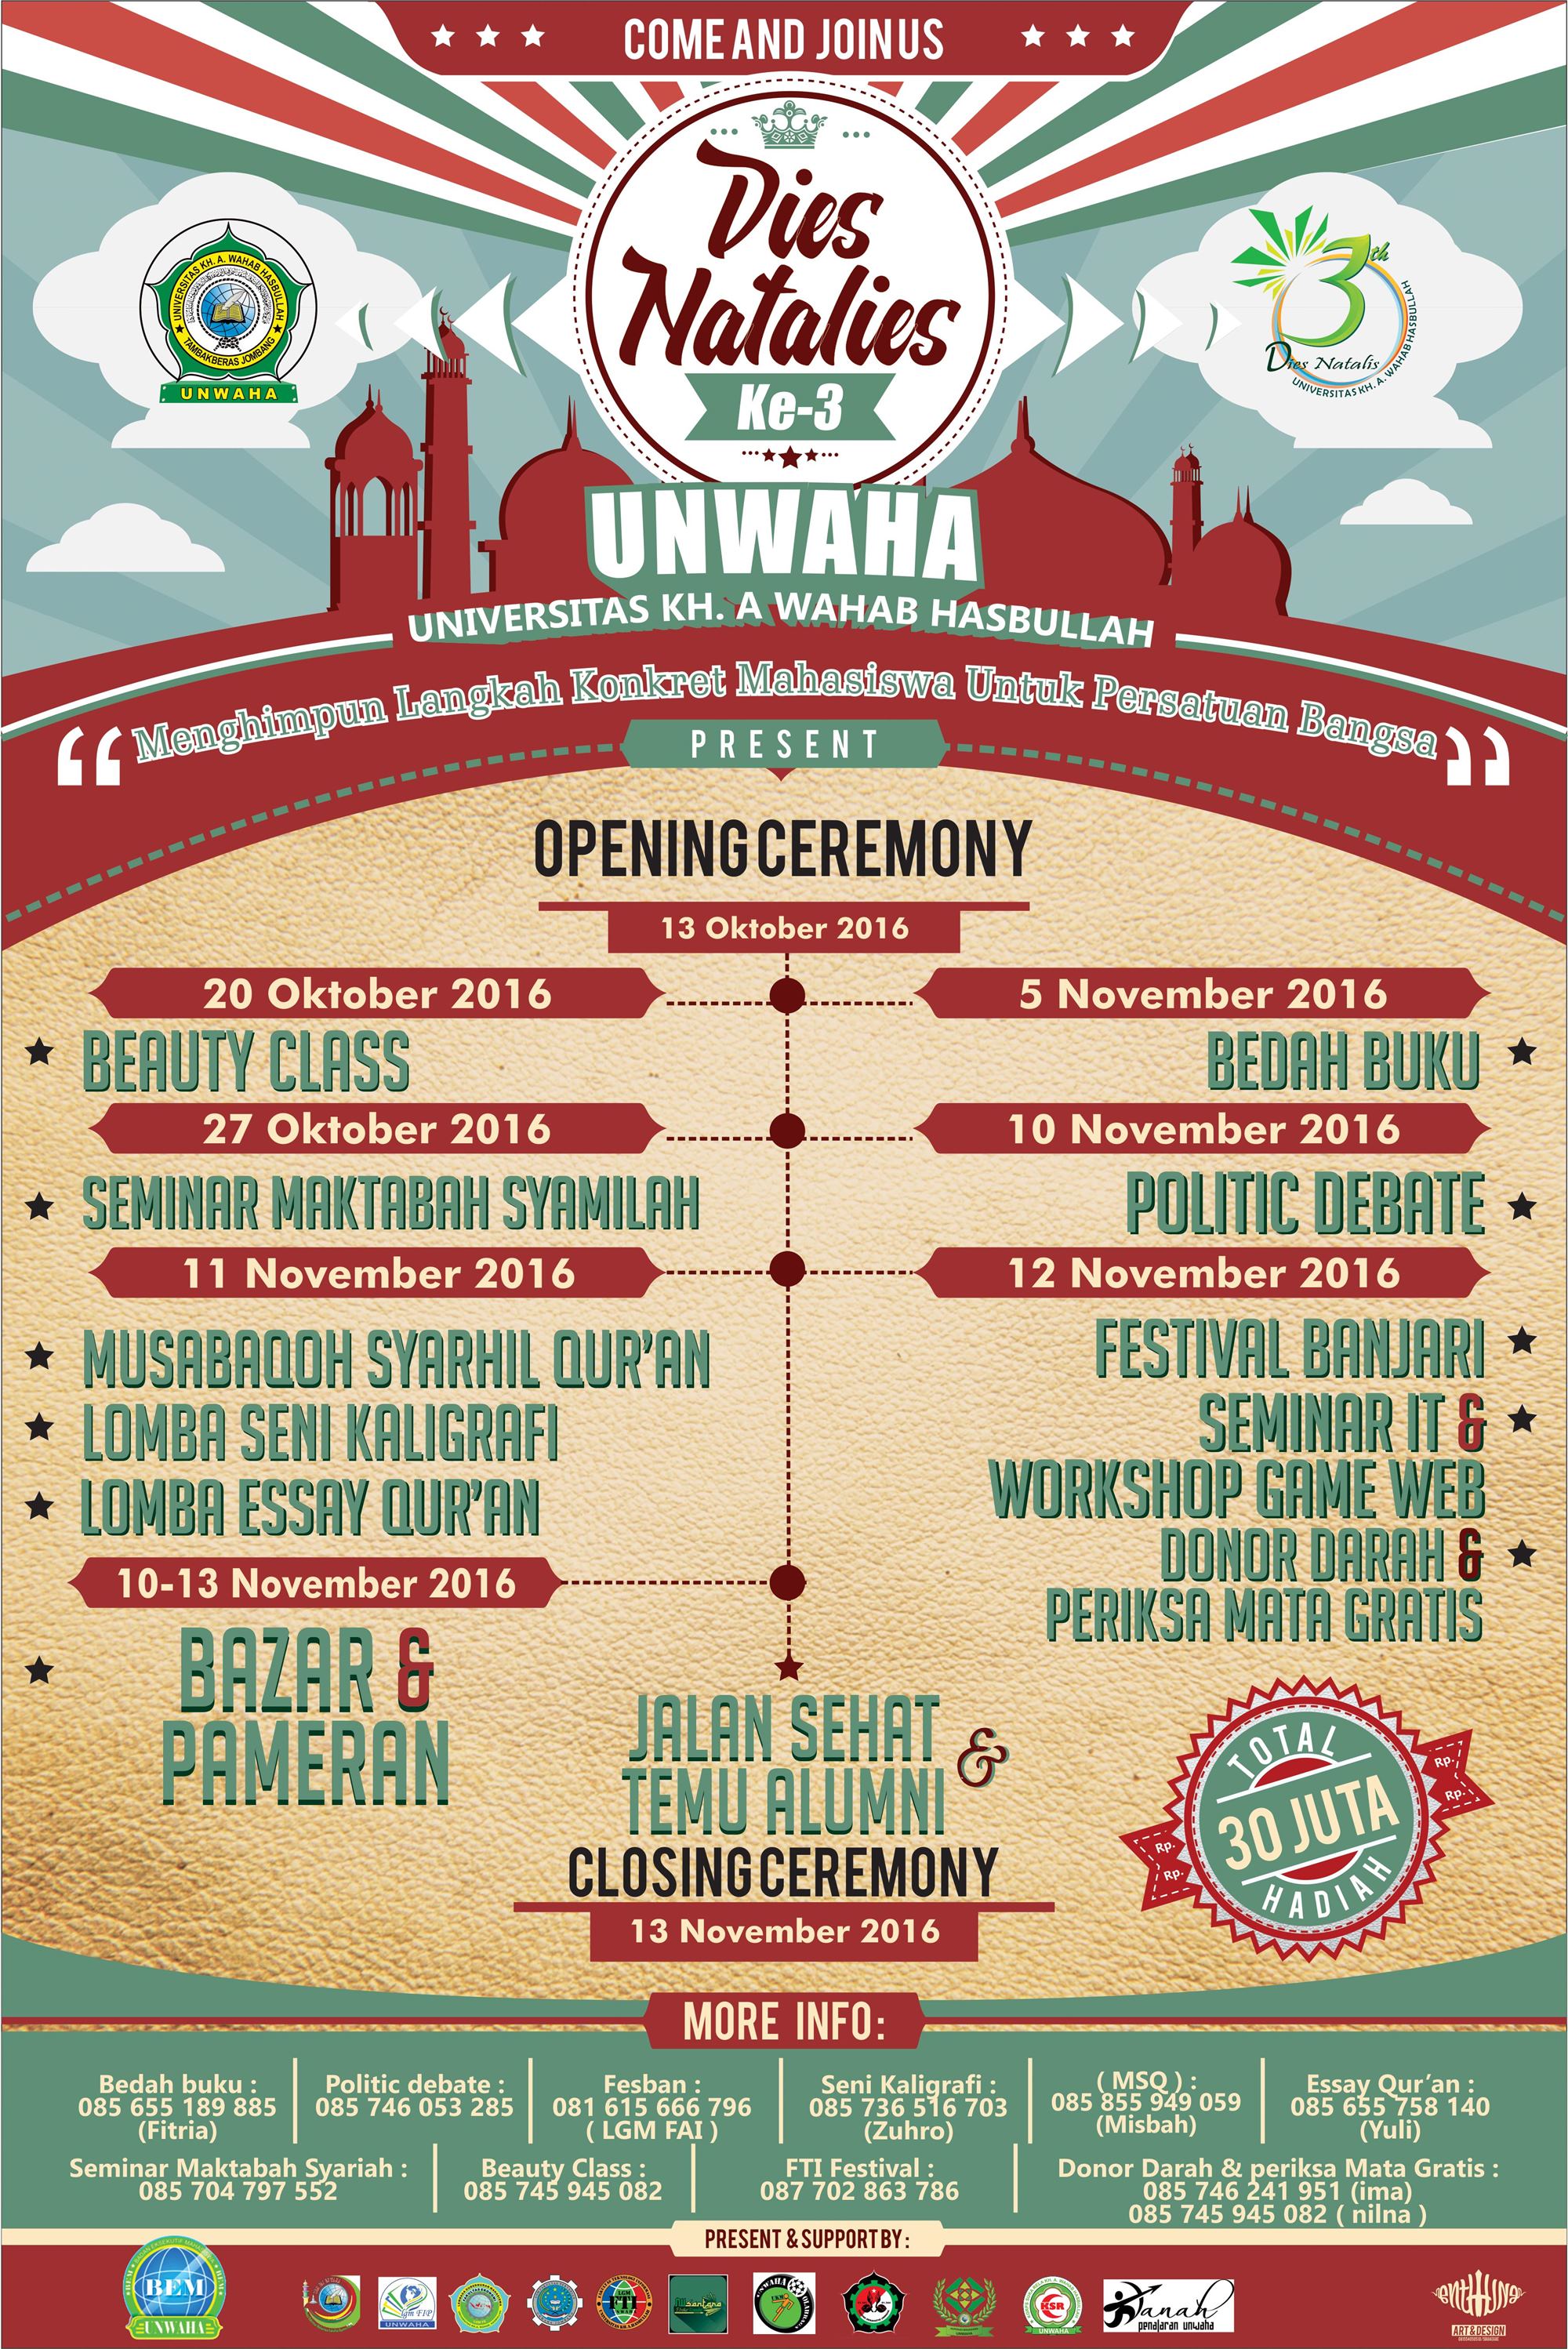 COME AND JOIN US
Dies
Natalies
Ke-3
UNIVERSITAS KH. A. WAHAB HASBULLAH
TAMBAKBERAS JOMBANG
UNWAHA
3th
Dies Natalis
UNIVERSITAS KH. A. WAHAB HASBULLAH
UNWAHA
UNIVERSITAS KH. A WAHAB HASBULLAH
“ Menghimpun Langkah Konkret Mahasiswa Untuk Persatuan Bangsa ”
PRESENT
OPENING CEREMONY
13 Oktober 2016
20 Oktober 2016
BEAUTY CLASS
27 Oktober 2016
SEMINAR MAKTABAH SYAMILAH
11 November 2016
MUSABAQOH SYARHIL QUR'AN
LOMBA SENI KALIGRAFI
LOMBA ESSAY QUR'AN
10-13 November 2016
BAZAR &
PAMERAN
5 November 2016
BEDAH BUKU
10 November 2016
POLITIC DEBATE
12 November 2016
FESTIVAL BANJARI
SEMINAR IT &
WORKSHOP GAME WEB
DONOR DARAH &
PERIKSA MATA GRATIS
JALAN SEHAT
&
TEMU ALUMNI
CLOSING CEREMONY
13 November 2016
TOTAL
30 JUTA
HADIAH
Rp.
Rp.
Rp.
Rp.
MORE INFO:
Bedah buku :
085 655 189 885
(Fitria)
Politic debate :
085 746 053 285
Fesban :
081 615 666 796
( LGM FAI )
Seni Kaligrafi :
085 736 516 703
(Zuhro)
( MSQ ) :
085 855 949 059
(Misbah)
Essay Qur'an :
085 655 758 140
(Yuli)
Seminar Maktabah Syariah :
085 704 797 552
Beauty Class :
085 745 945 082
FTI Festival :
087 702 863 786
Donor Darah & periksa Mata Gratis :
085 746 241 951 (ima)
085 745 945 082 ( nilna )
PRESENT & SUPPORT BY :
BEM
UNWAHA
lgm FIP
UNWAHA
LGM
FTI
KSR
UNWAHA
Tanah
penalaran unwaha
ART & DESIGN